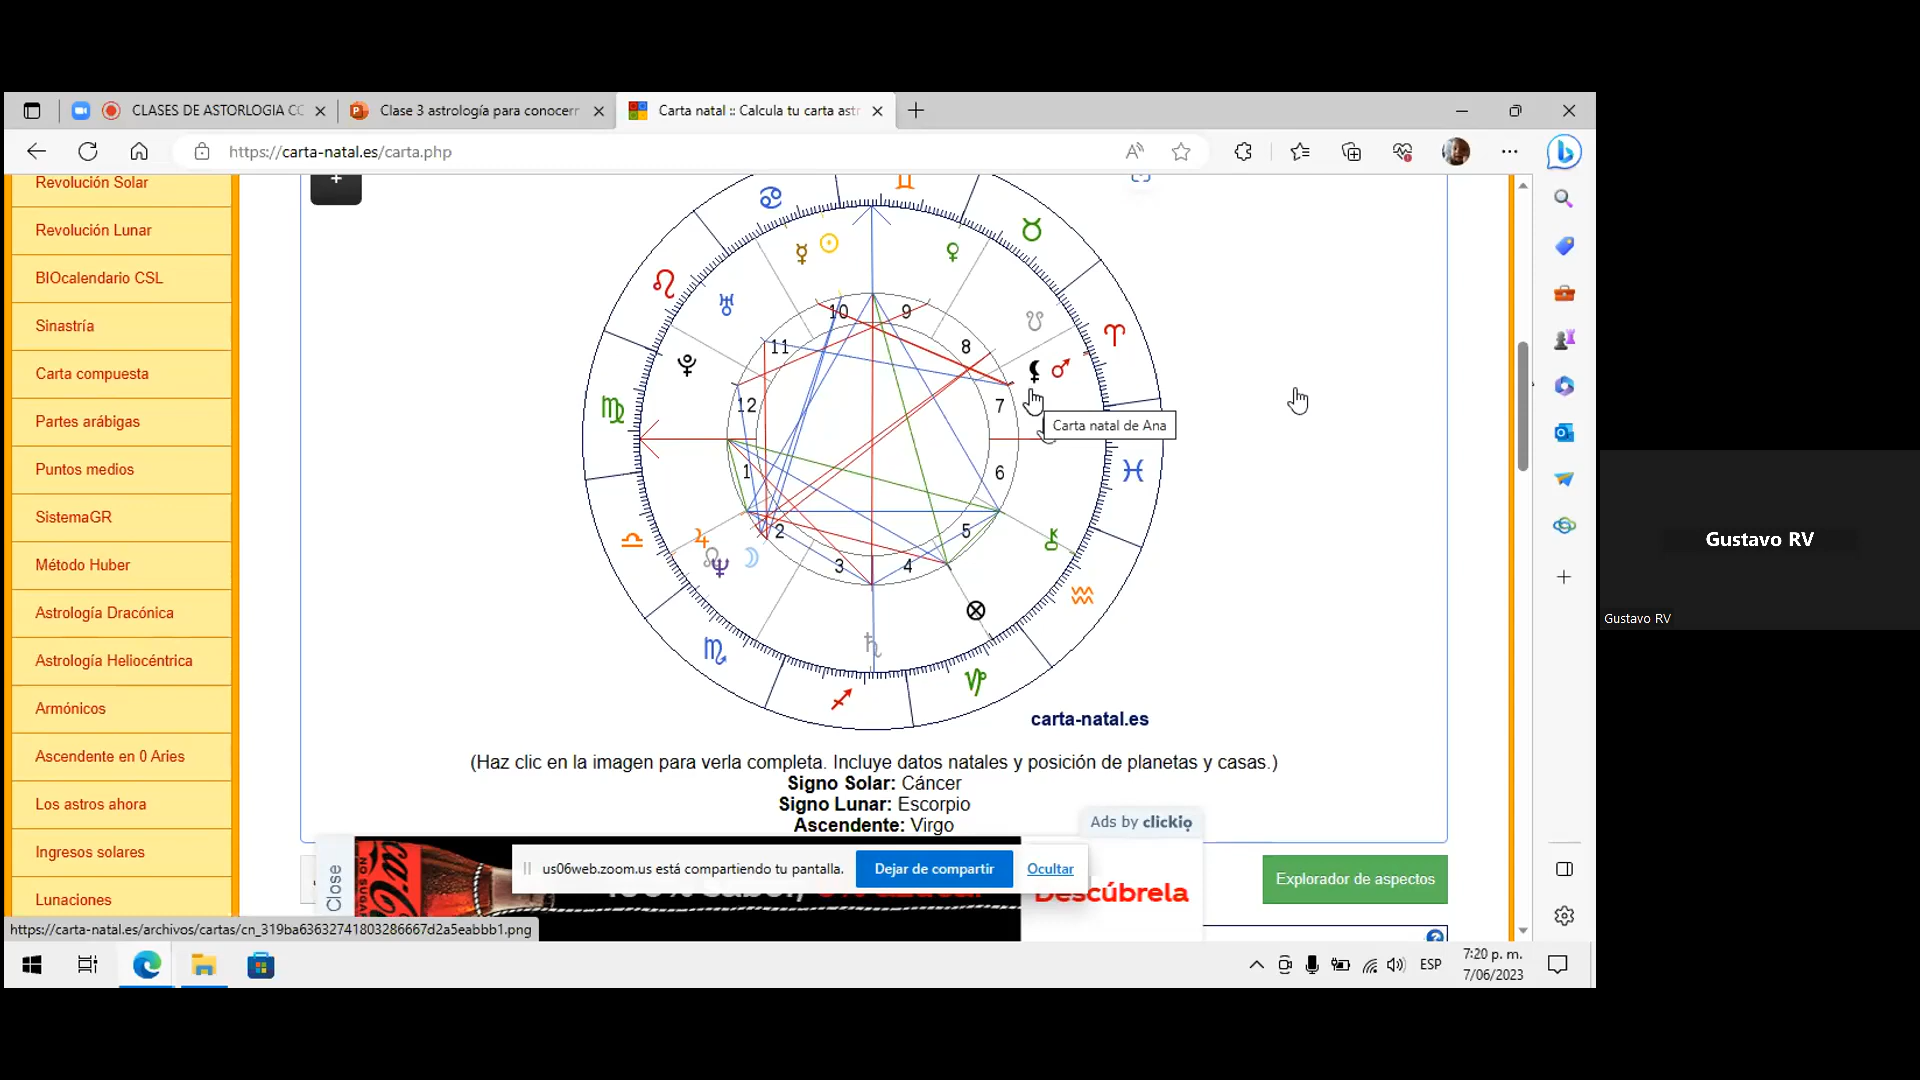 CLASES DE ASTORLOGIA CC
Clase 3 astrología para conocerr
Carta natal :: Calcula tu carta astr
https://carta-natal.es/carta.php
Revolución Solar
Revolución Lunar
BIOcalendario CSL
Sinastría
Carta compuesta
Partes arábigas
Puntos medios
SistemaGR
Método Huber
Astrología Dracónica
Astrología Heliocéntrica
Armónicos
Ascendente en 0 Aries
Los astros ahora
Ingresos solares
Lunaciones
+
10
9
11
8
12
7
1
6
2
5
3
4
Carta natal de Ana
carta-natal.es
(Haz clic en la imagen para verla completa. Incluye datos natales y posición de planetas y casas.)
Signo Solar: Cáncer
Signo Lunar: Escorpio
Ascendente: Virgo
Ads by clickio
Close
NO SUGAR
us06web.zoom.us está compartiendo tu pantalla.
Dejar de compartir
Ocultar
Descúbrela
Explorador de aspectos
https://carta-natal.es/archivos/cartas/cn_319ba63632741803286667d2a5eabbb1.png
ESP
7:20 p. m.
7/06/2023
Gustavo RV
Gustavo RV